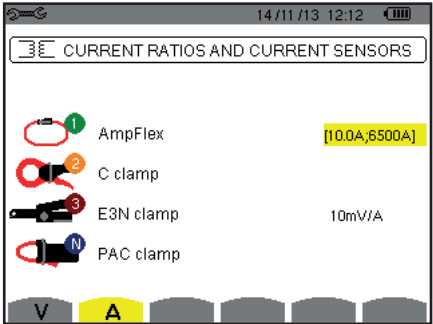 14/11/13 12:12
CURRENT RATIOS AND CURRENT SENSORS
1 AmpFlex [10.0A;6500A]
2 C clamp
3 E3N clamp 10mV/A
N PAC clamp
V A